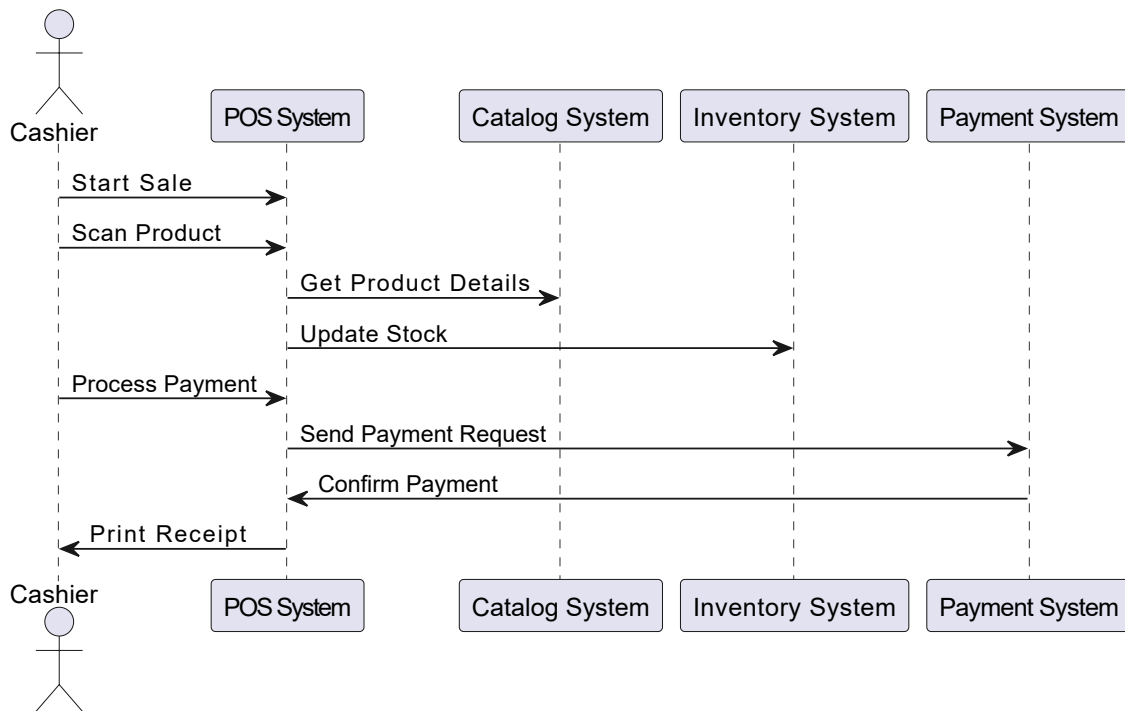 Cashier
POS System
Catalog System
Inventory System
Payment System
Start Sale
Scan Product
Get Product Details
Update Stock
Process Payment
Send Payment Request
Confirm Payment
Print Receipt
Cashier
POS System
Catalog System
Inventory System
Payment System